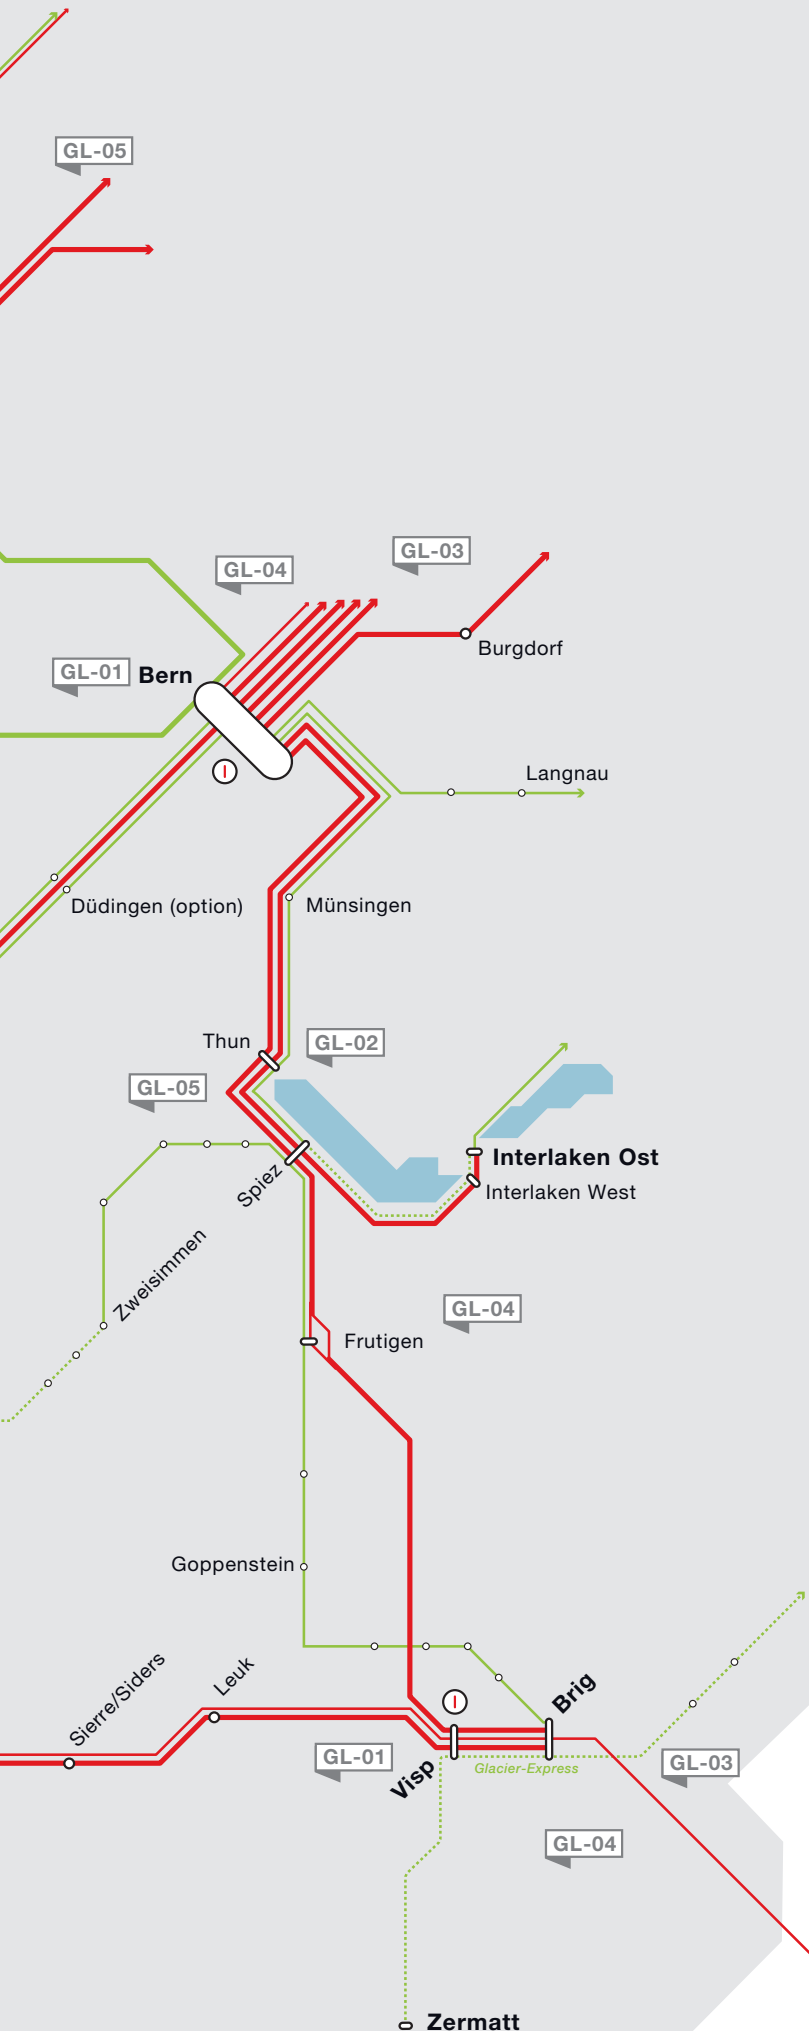 GL-05
GL-03
GL-04
Burgdorf
GL-01
Bern
I
Langnau
Düdingen (option)
Münsingen
Thun
GL-02
GL-05
Interlaken Ost
Spiez
Interlaken West
Zweisimmen
GL-04
Frutigen
Goppenstein
Sierre/Siders
Leuk
I
Brig
GL-01
Visp
Glacier-Express
GL-03
GL-04
Zermatt